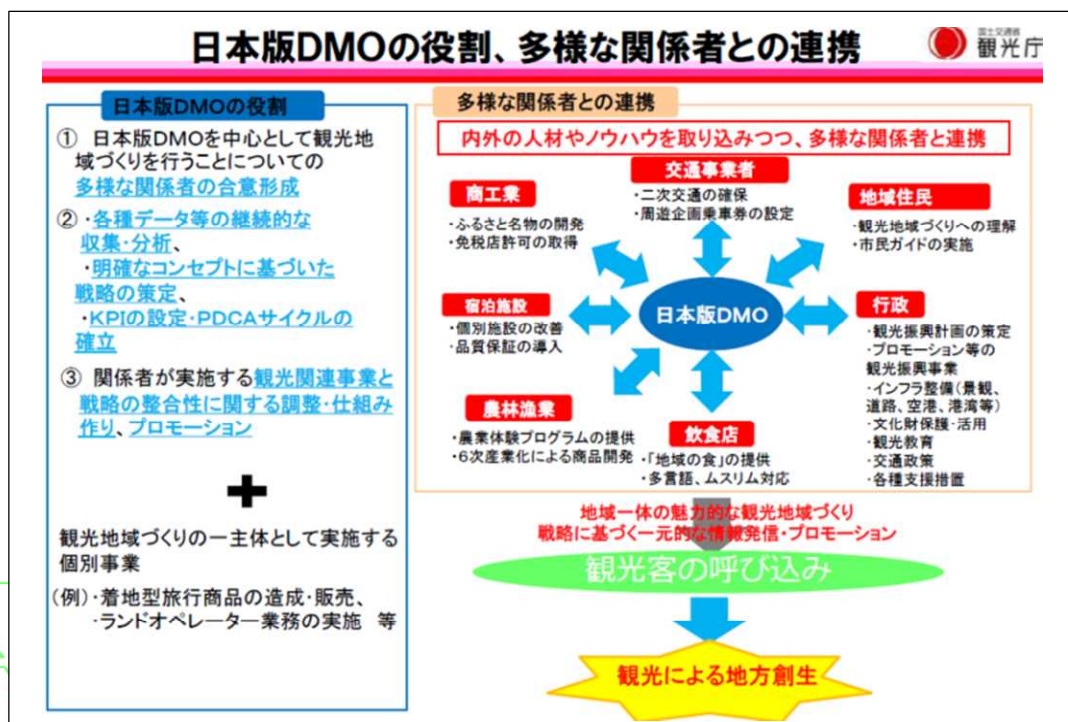 日本版DMOの役割、多様な関係者との連携
国土交通省
観光庁
日本版DMOの役割
① 日本版DMOを中心として観光地
域づくりを行うことについての
多様な関係者の合意形成
② ・各種データ等の継続的な
収集・分析、
・明確なコンセプトに基づいた
戦略の策定、
・KPIの設定・PDCAサイクルの
確立
③ 関係者が実施する観光関連事業と
戦略の整合性に関する調整・仕組み
作り、プロモーション
+
観光地域づくりの一主体として実施する
個別事業
(例)・着地型旅行商品の造成・販売、
・ランドオペレーター業務の実施 等
多様な関係者との連携
内外の人材やノウハウを取り込みつつ、多様な関係者と連携
交通事業者
・二次交通の確保
・周遊企画乗車券の設定
商工業
・ふるさと名物の開発
・免税店許可の取得
地域住民
・観光地域づくりへの理解
・市民ガイドの実施
宿泊施設
・個別施設の改善
・品質保証の導入
日本版DMO
行政
・観光振興計画の策定
・プロモーション等の
観光振興事業
・インフラ整備(景観、
道路、空港、港湾等)
・文化財保護・活用
・観光教育
・交通政策
・各種支援措置
農林漁業
・農業体験プログラムの提供
・6次産業化による商品開発
飲食店
・「地域の食」の提供
・多言語、ムスリム対応
地域一体の魅力的な観光地域づくり
戦略に基づく一元的な情報発信・プロモーション
観光客の呼び込み
観光による地方創生